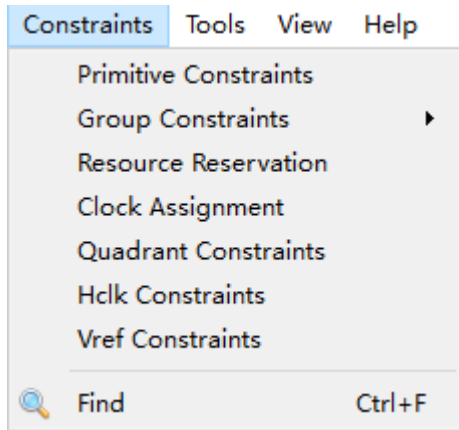 Constraints Tools View Help
Primitive Constraints
Group Constraints
Resource Reservation
Clock Assignment
Quadrant Constraints
Hclk Constraints
Vref Constraints
Find Ctrl+F